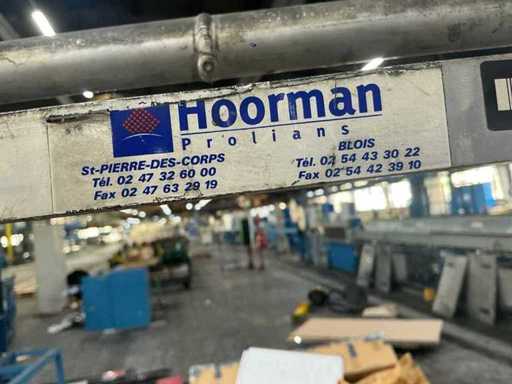 Hoorman
Prolians
St-PIERRE-DES-CORPS
Tél. 02 47 32 60 00
Fax 02 47 63 29 19
BLOIS
Tél. 02 54 43 30 22
Fax 02 54 42 39 10